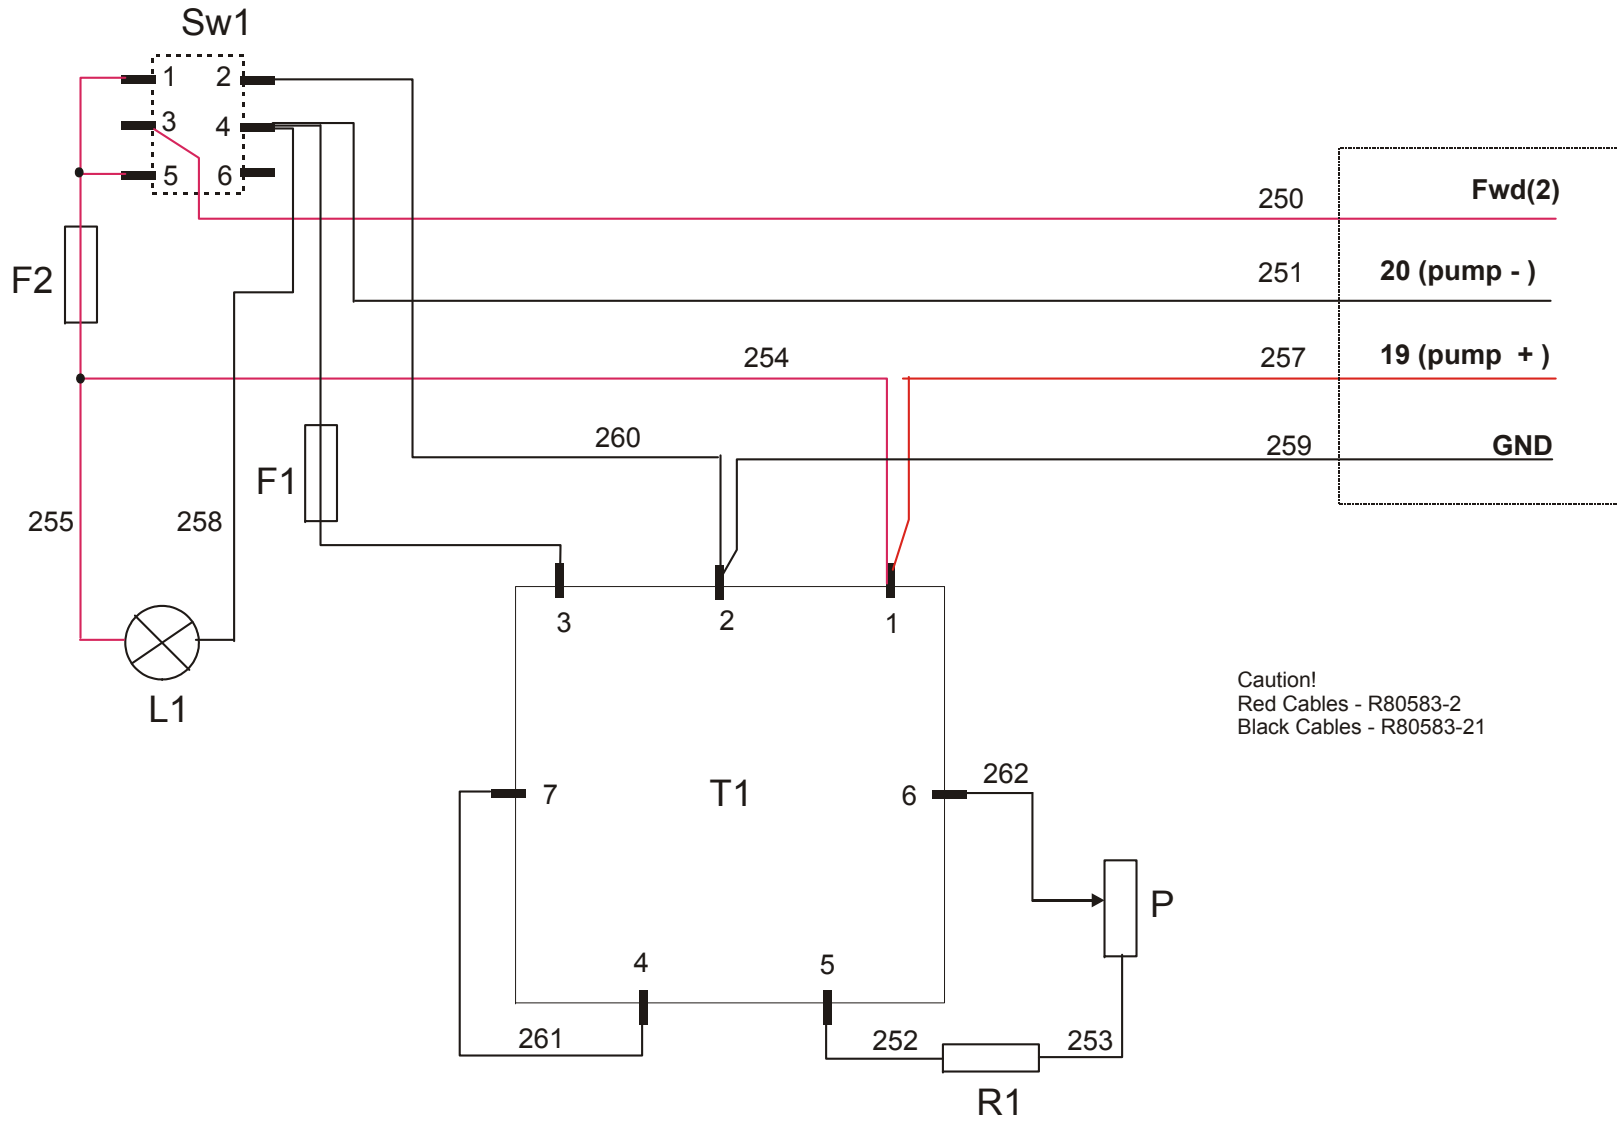 Sw1
1 2
3 4
5 6
250 Fwd(2)
F2
251 20 (pump - )
254 257 19 (pump + )
260 259 GND
F1
255 258
3 2 1
L1
Caution!
Red Cables - R80583-2
Black Cables - R80583-21
7 T1 6 262
P
4 5
261 252 253
R1